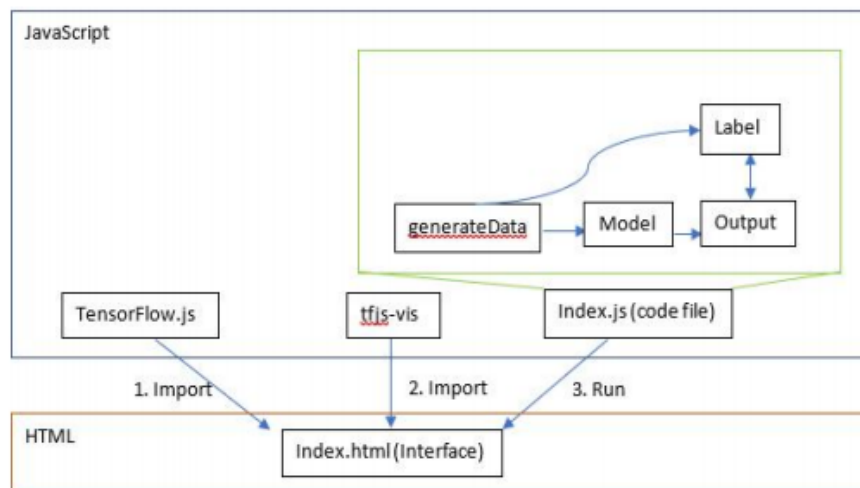 JavaScript
Label
generateData
Model
Output
TensorFlow.js
tfjs-vis
Index.js (code file)
1. Import
2. Import
3. Run
HTML
Index.html (Interface)